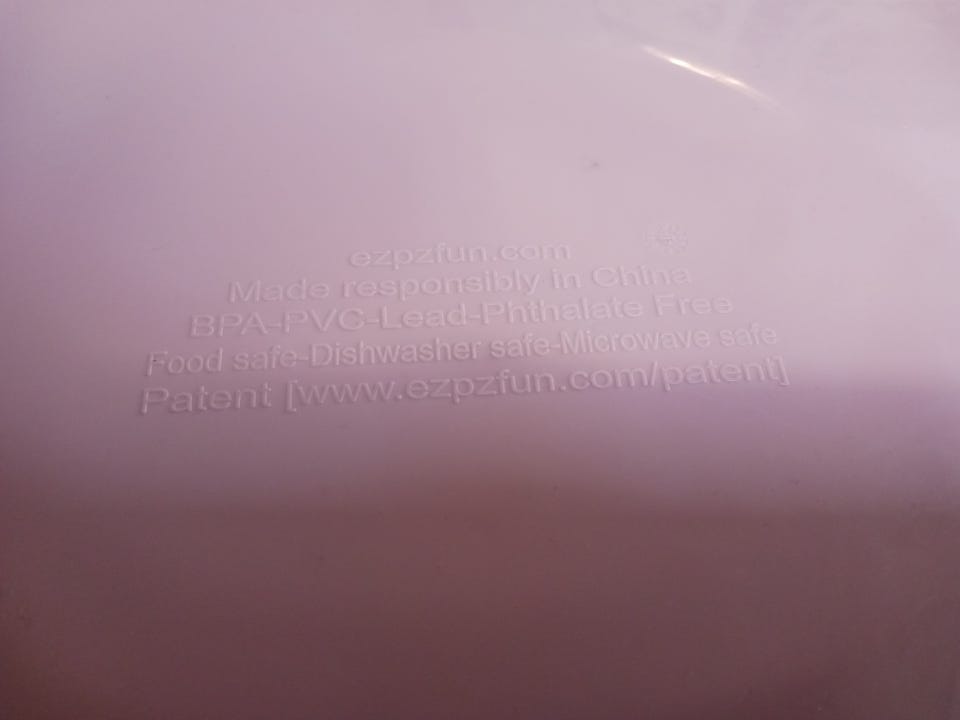 ezpzfun.com
Made responsibly in China
BPA-PVC-Lead-Phthalate Free
Food safe-Dishwasher safe-Microwave safe
Patent [www.ezpzfun.com/patent]